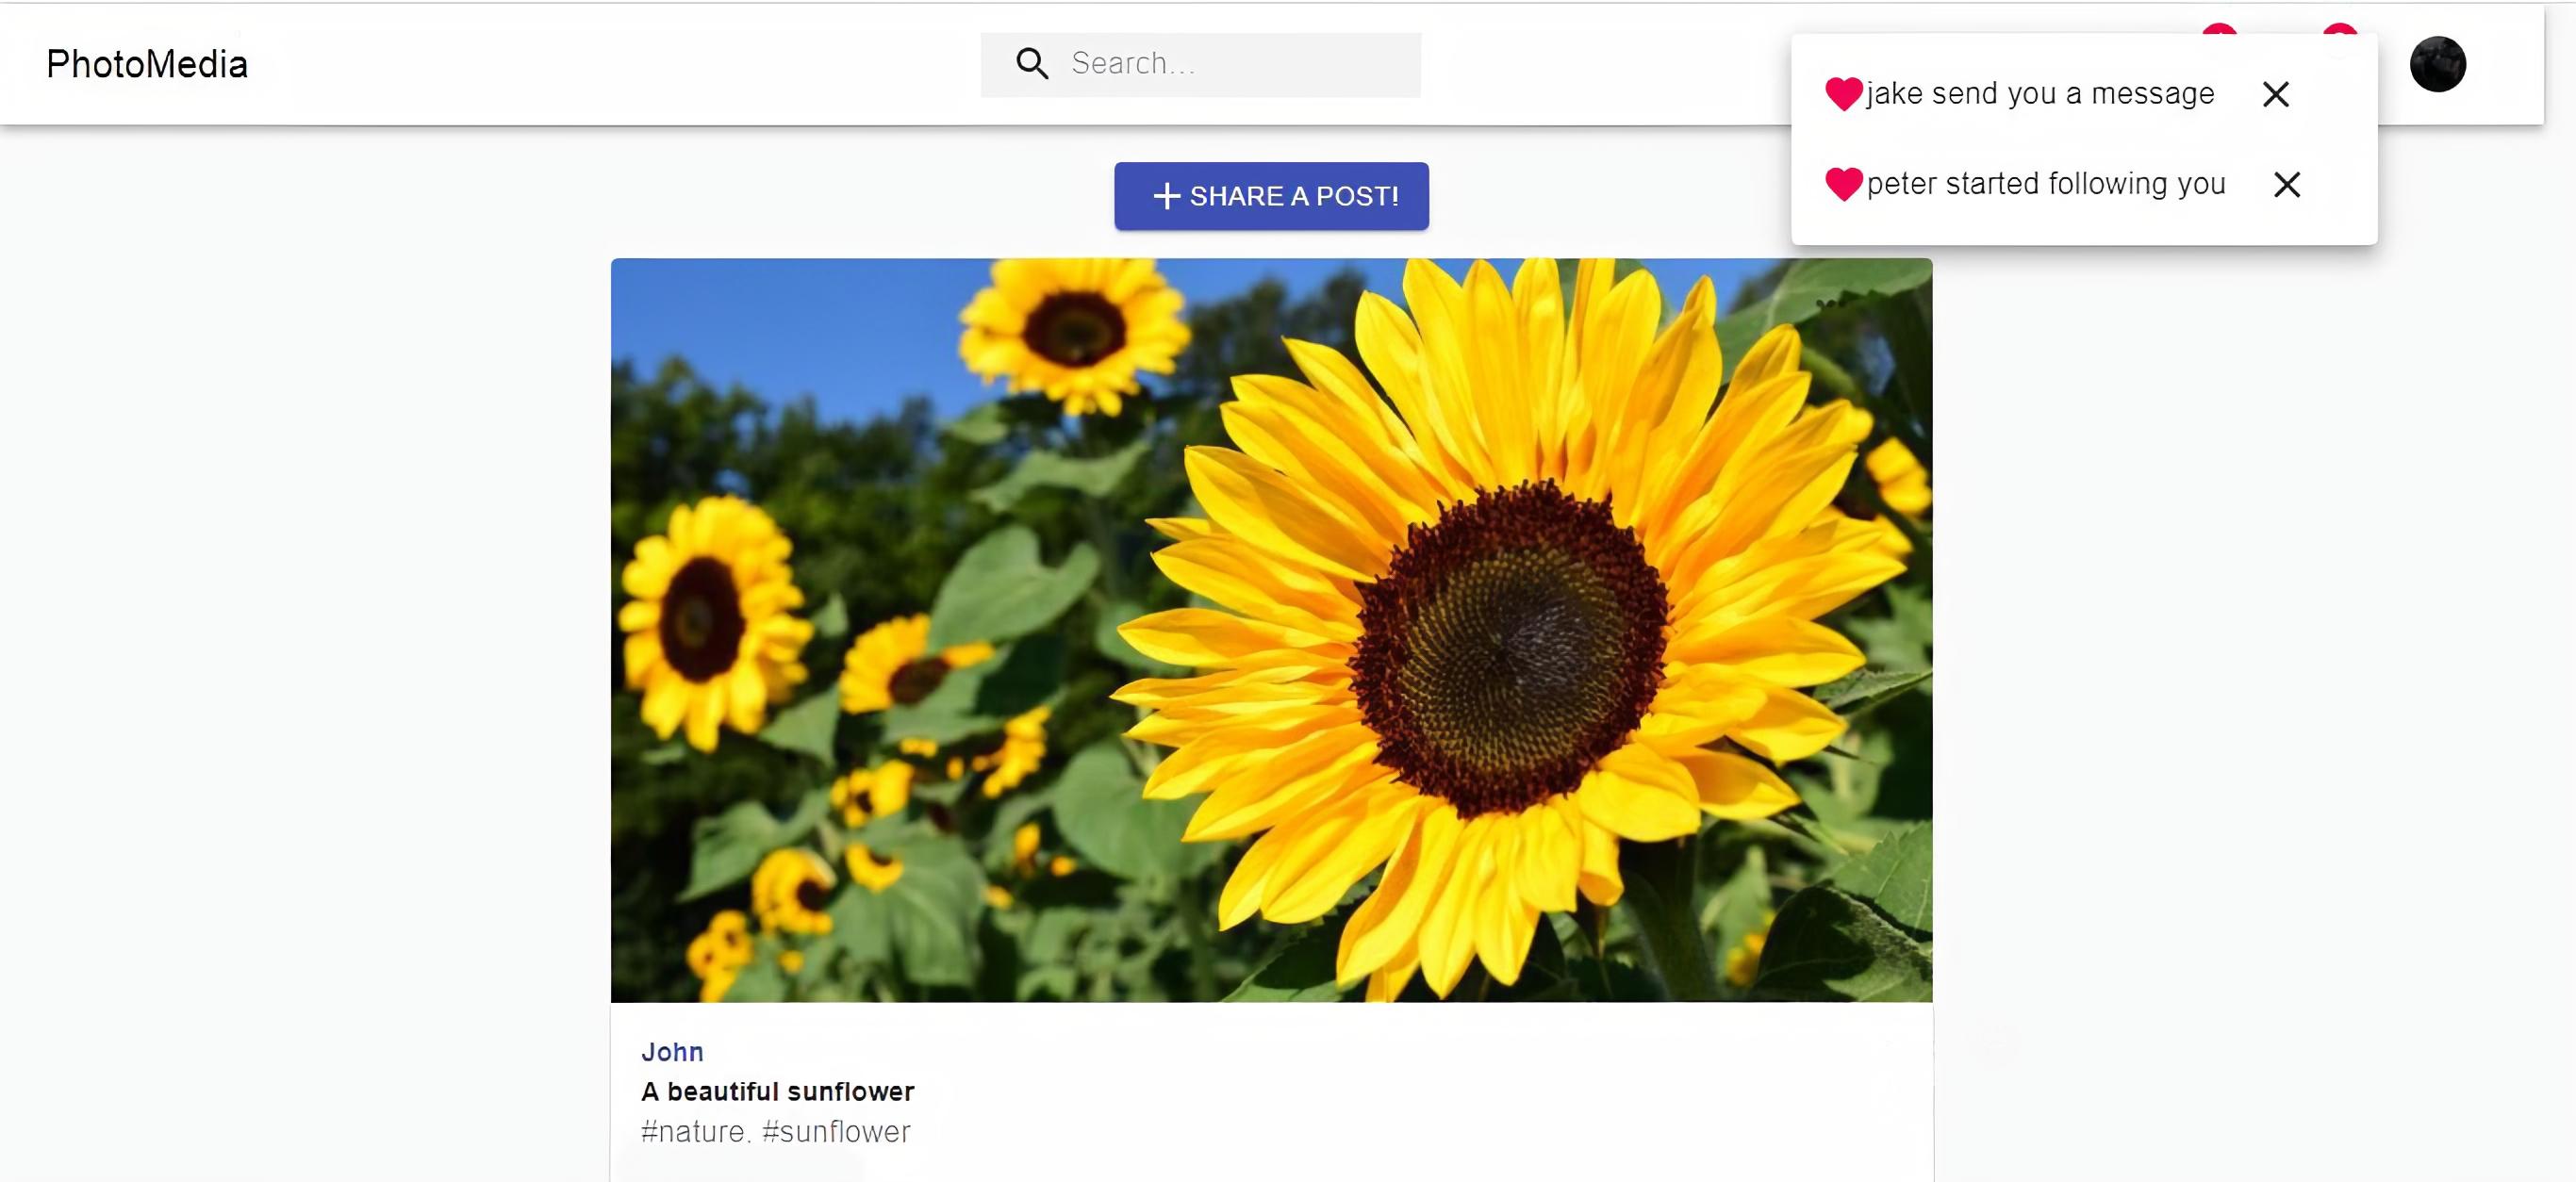 PhotoMedia
Search...
jake send you a message
peter started following you
SHARE A POST!
John
A beautiful sunflower
#nature. #sunflower